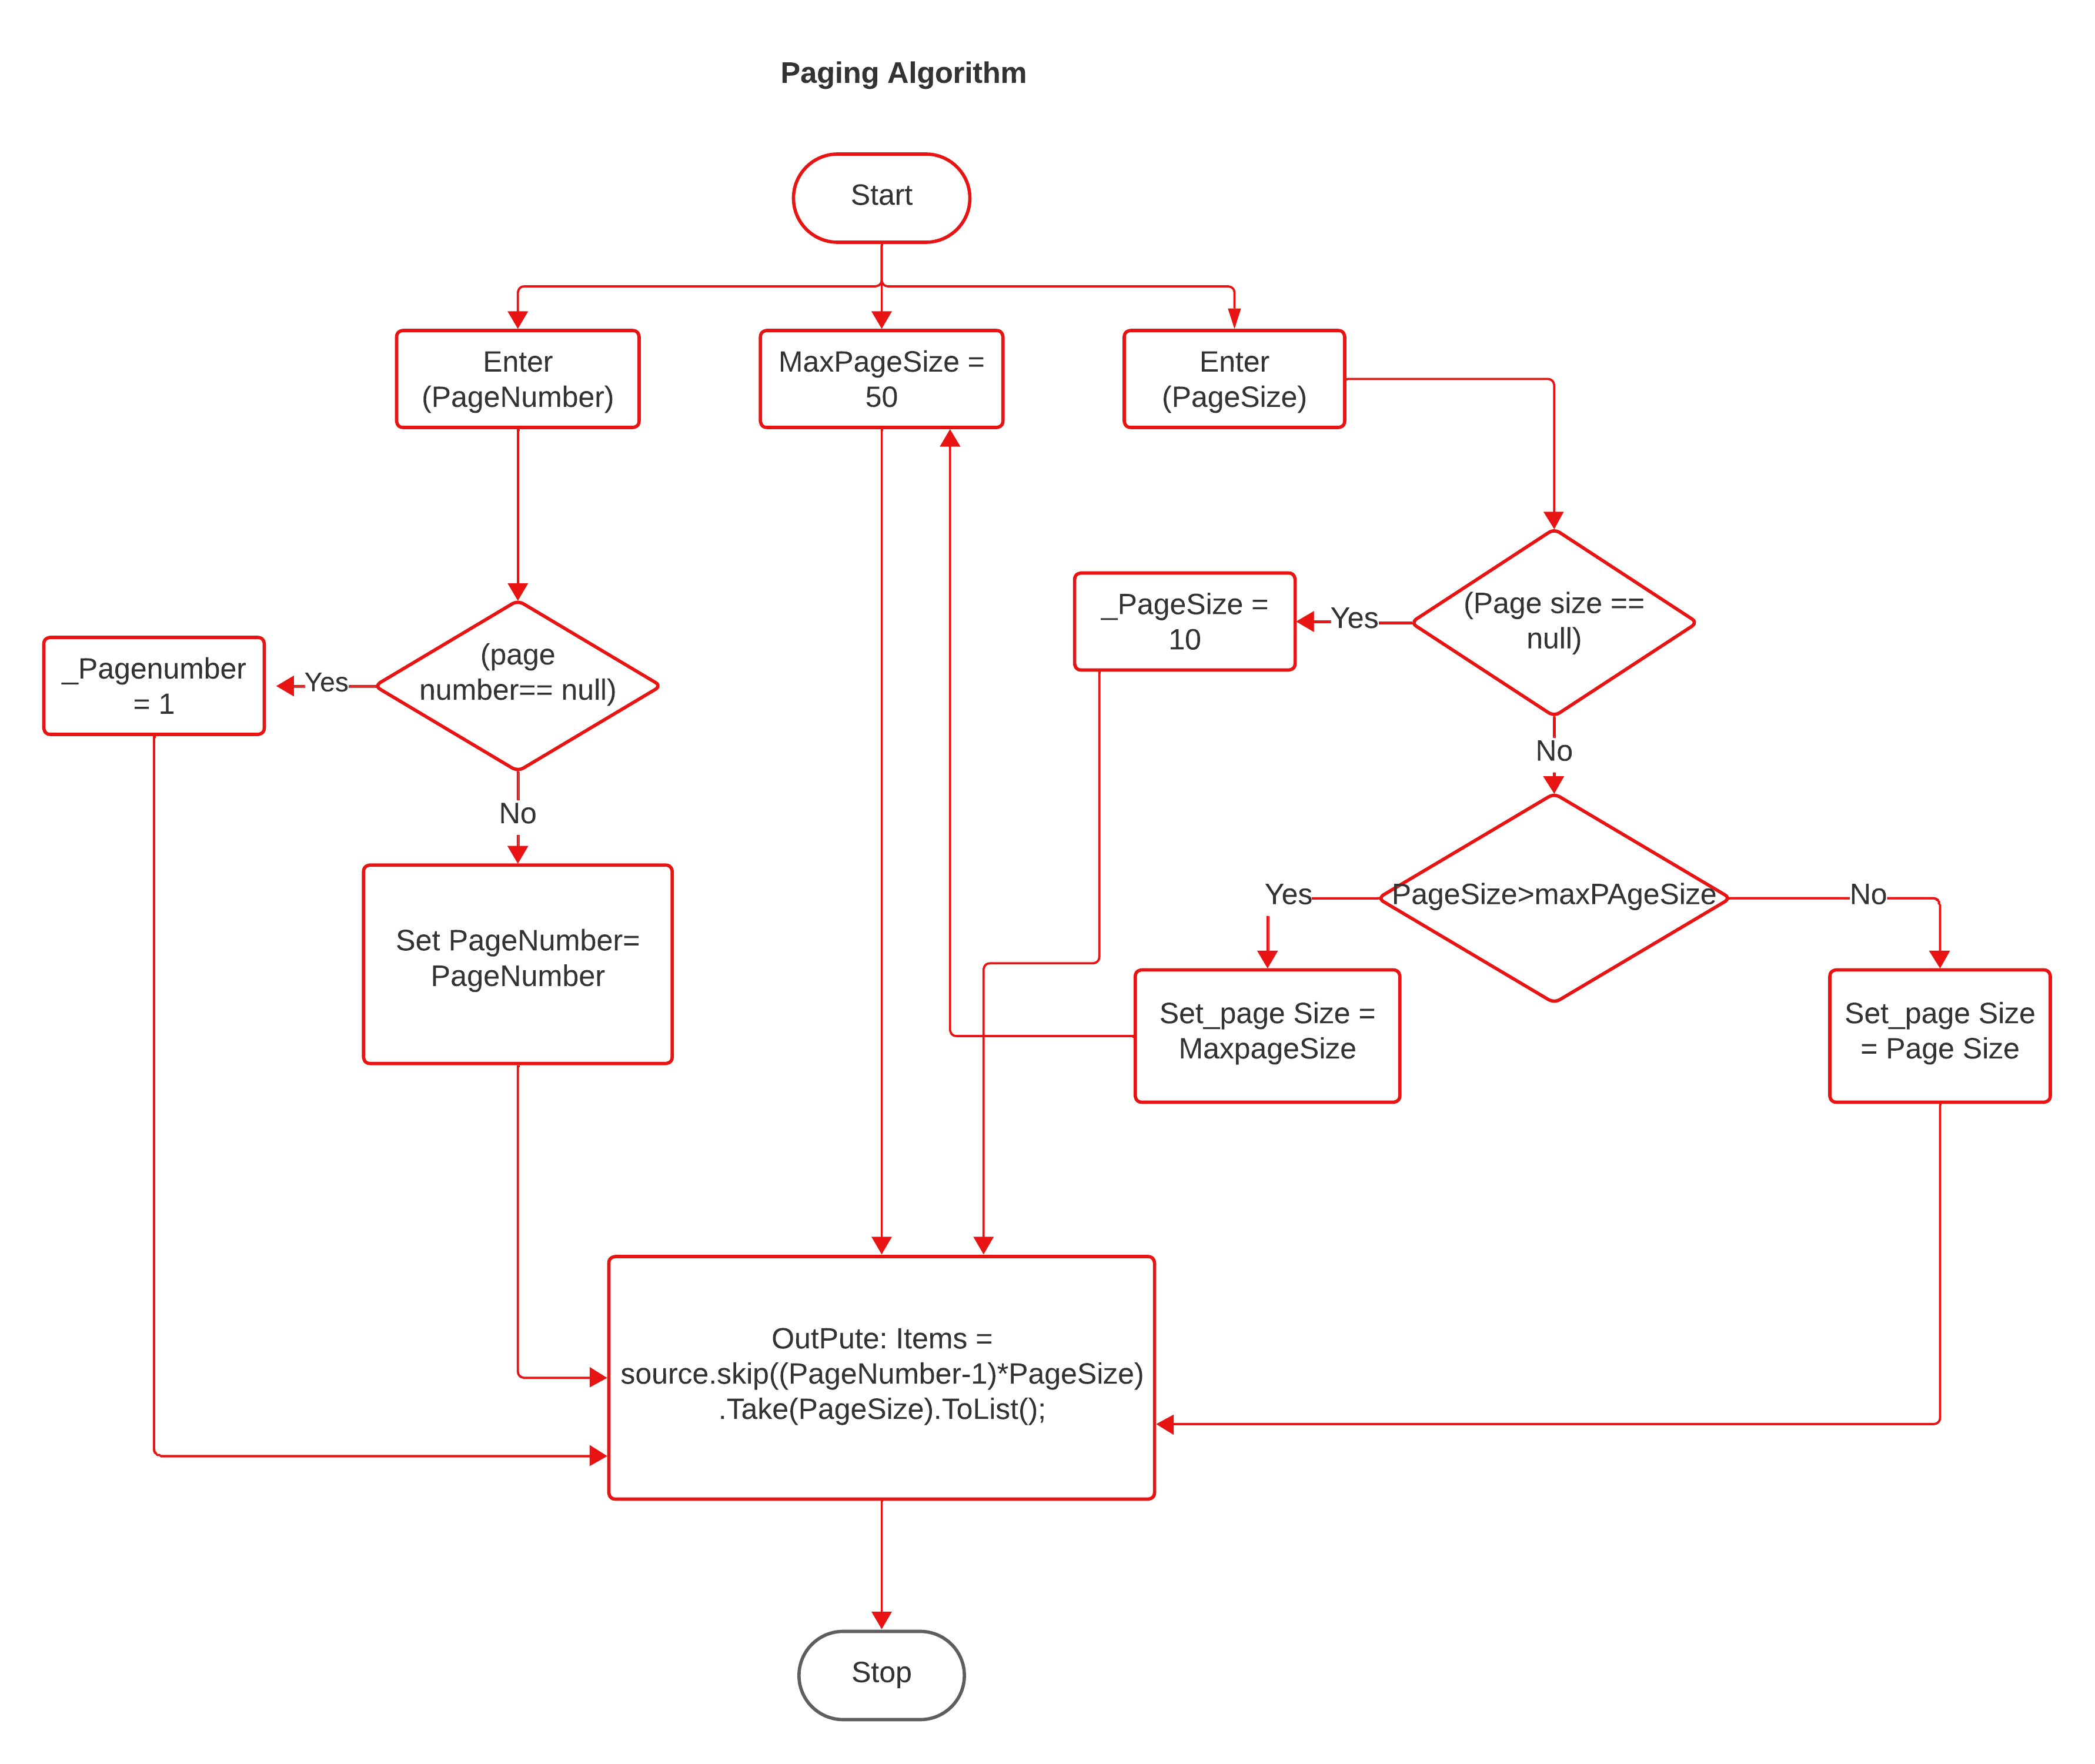 Paging Algorithm
Start
Enter
(PageNumber)
MaxPageSize =
50
Enter
(PageSize)
(Page size ==
null)
_PageSize =
10
Yes
(page
number== null)
_Pagenumber
= 1
Yes
No
No
Set PageNumber=
PageNumber
PageSize>maxPAgeSize
Yes
No
Set_page Size =
MaxpageSize
Set_page Size
= Page Size
OutPute: Items =
source.skip((PageNumber-1)*PageSize)
.Take(PageSize).ToList();
Stop